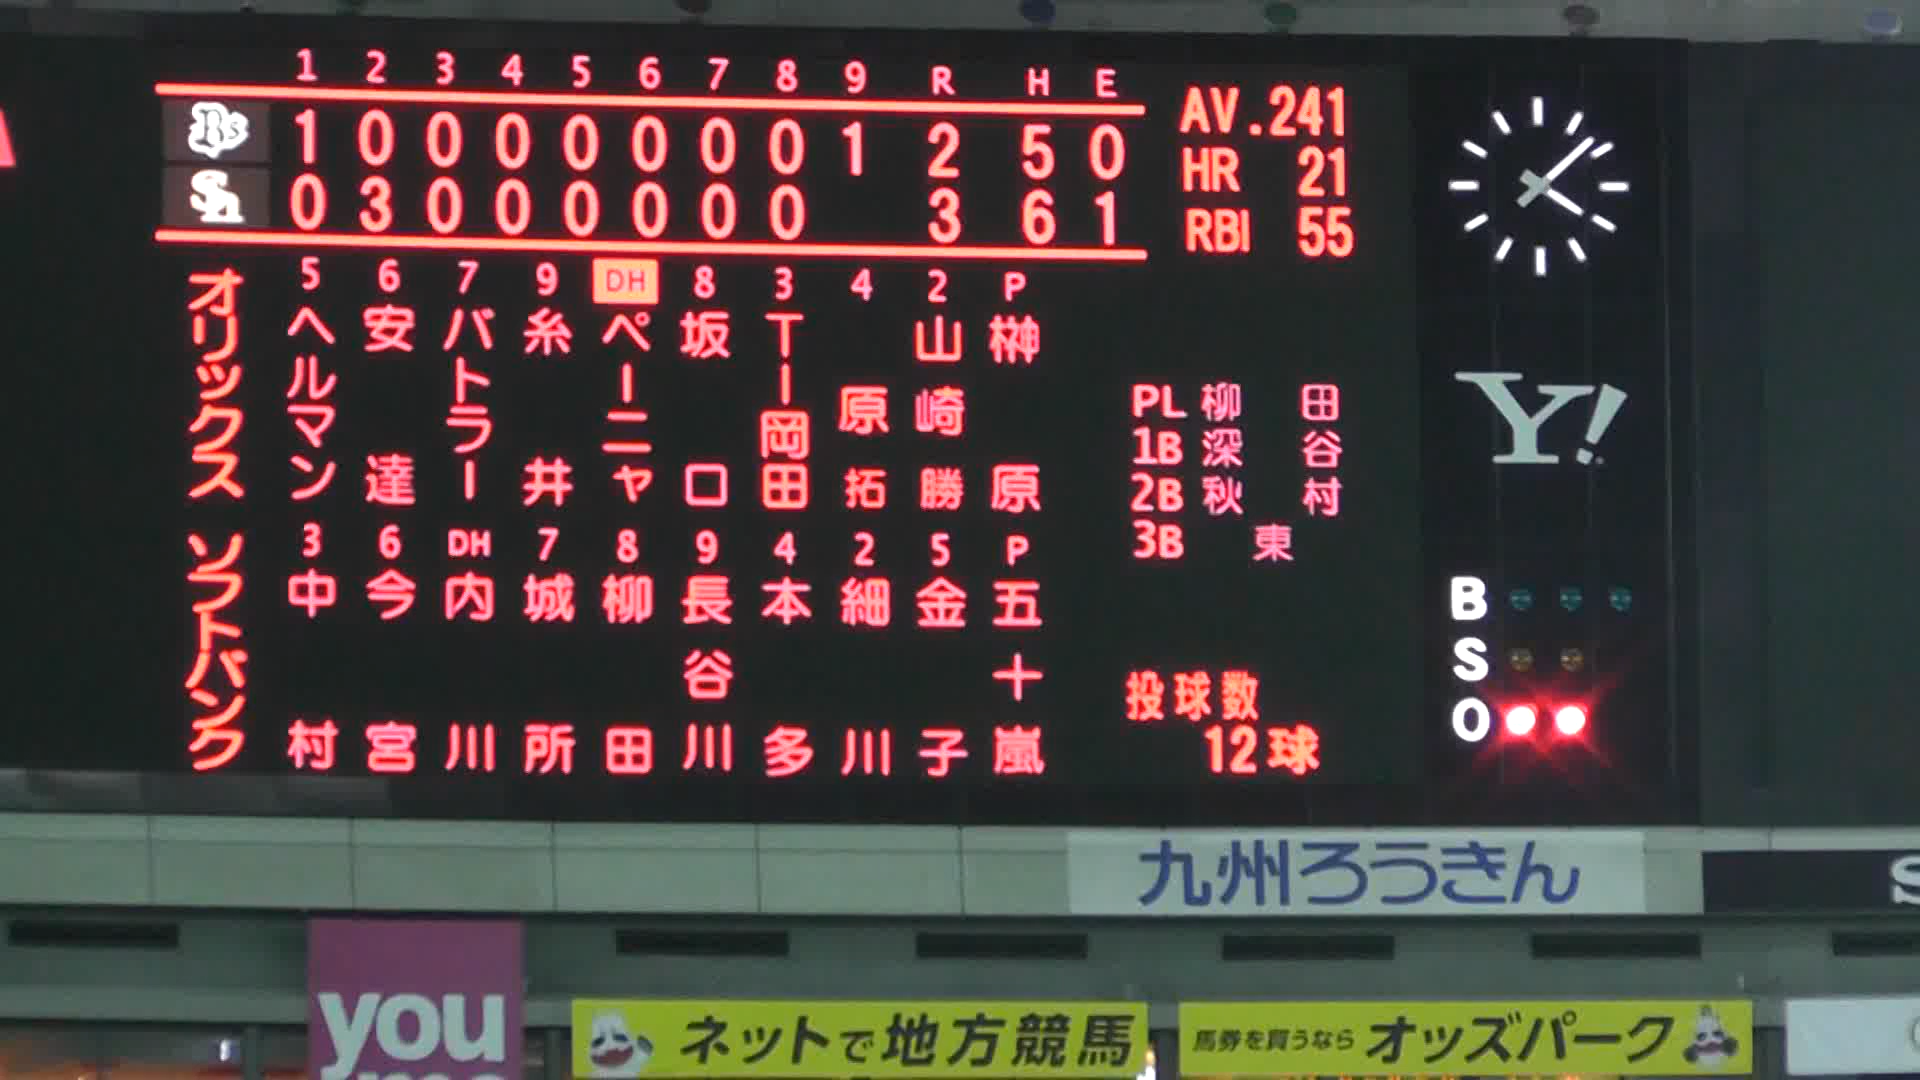 1 2 3 4 5 6 7 8 9 R H E
Bs 1 0 0 0 0 0 0 0 1 2 5 0
Sh 0 3 0 0 0 0 0 0 3 6 1
AV .241
HR 21
RBI 55
オリックス
5 6 7 9 DH 8 3 4 2 P
ヘルマン
安達
バトラー
糸井
ペーニャ
坂口
T-岡田
原拓
山崎勝
榊原
ソフトバンク
3 6 DH 7 8 9 4 2 5 P
中村
今宮
内川
城所
柳田
長谷川
本多
細川
金子
五十嵐
PL 柳田
1B 深谷
2B 秋村
3B 東
投球数
12球
Y!
B
S
O
九州ろうきん
you
ネットで地方競馬
馬券を買うなら オッズパーク